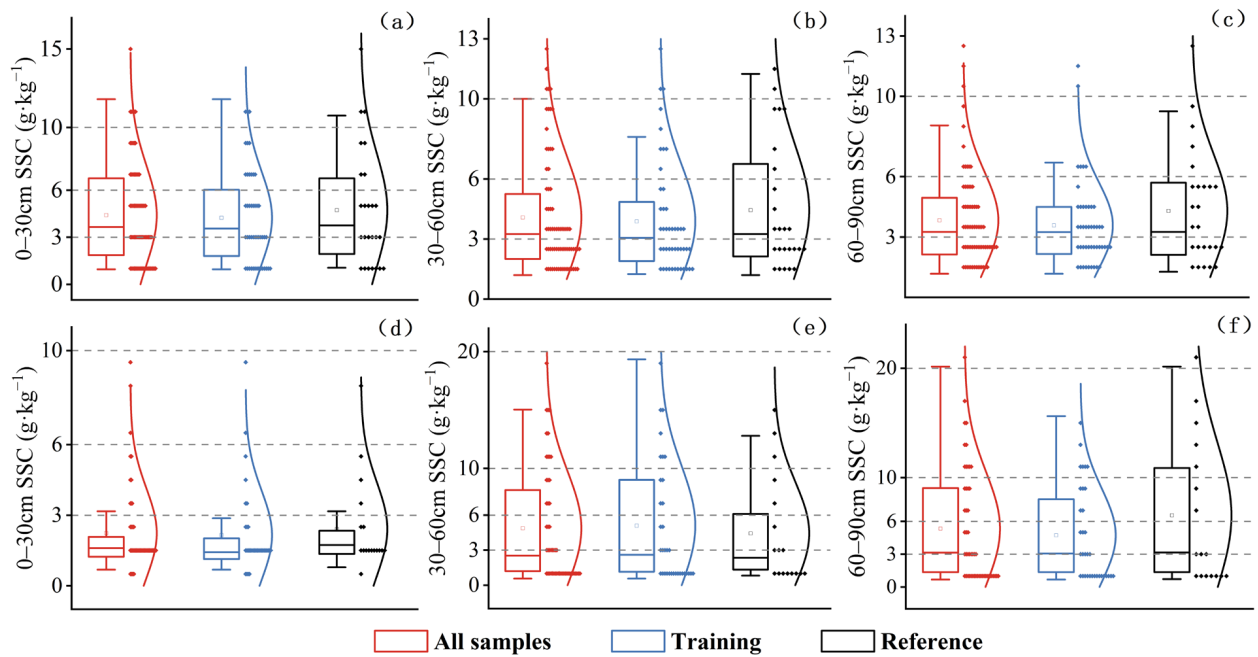 (a)
15
10
6
3
0
0–30cm SSC (g·kg⁻¹)
(b)
13
10
6
3
0
30–60cm SSC (g·kg⁻¹)
(c)
13
10
6
3
60–90cm SSC (g·kg⁻¹)
(d)
10
6
3
0
0–30cm SSC (g·kg⁻¹)
(e)
20
10
6
3
0
30–60cm SSC (g·kg⁻¹)
(f)
20
10
6
3
0
60–90cm SSC (g·kg⁻¹)
All samples
Training
Reference